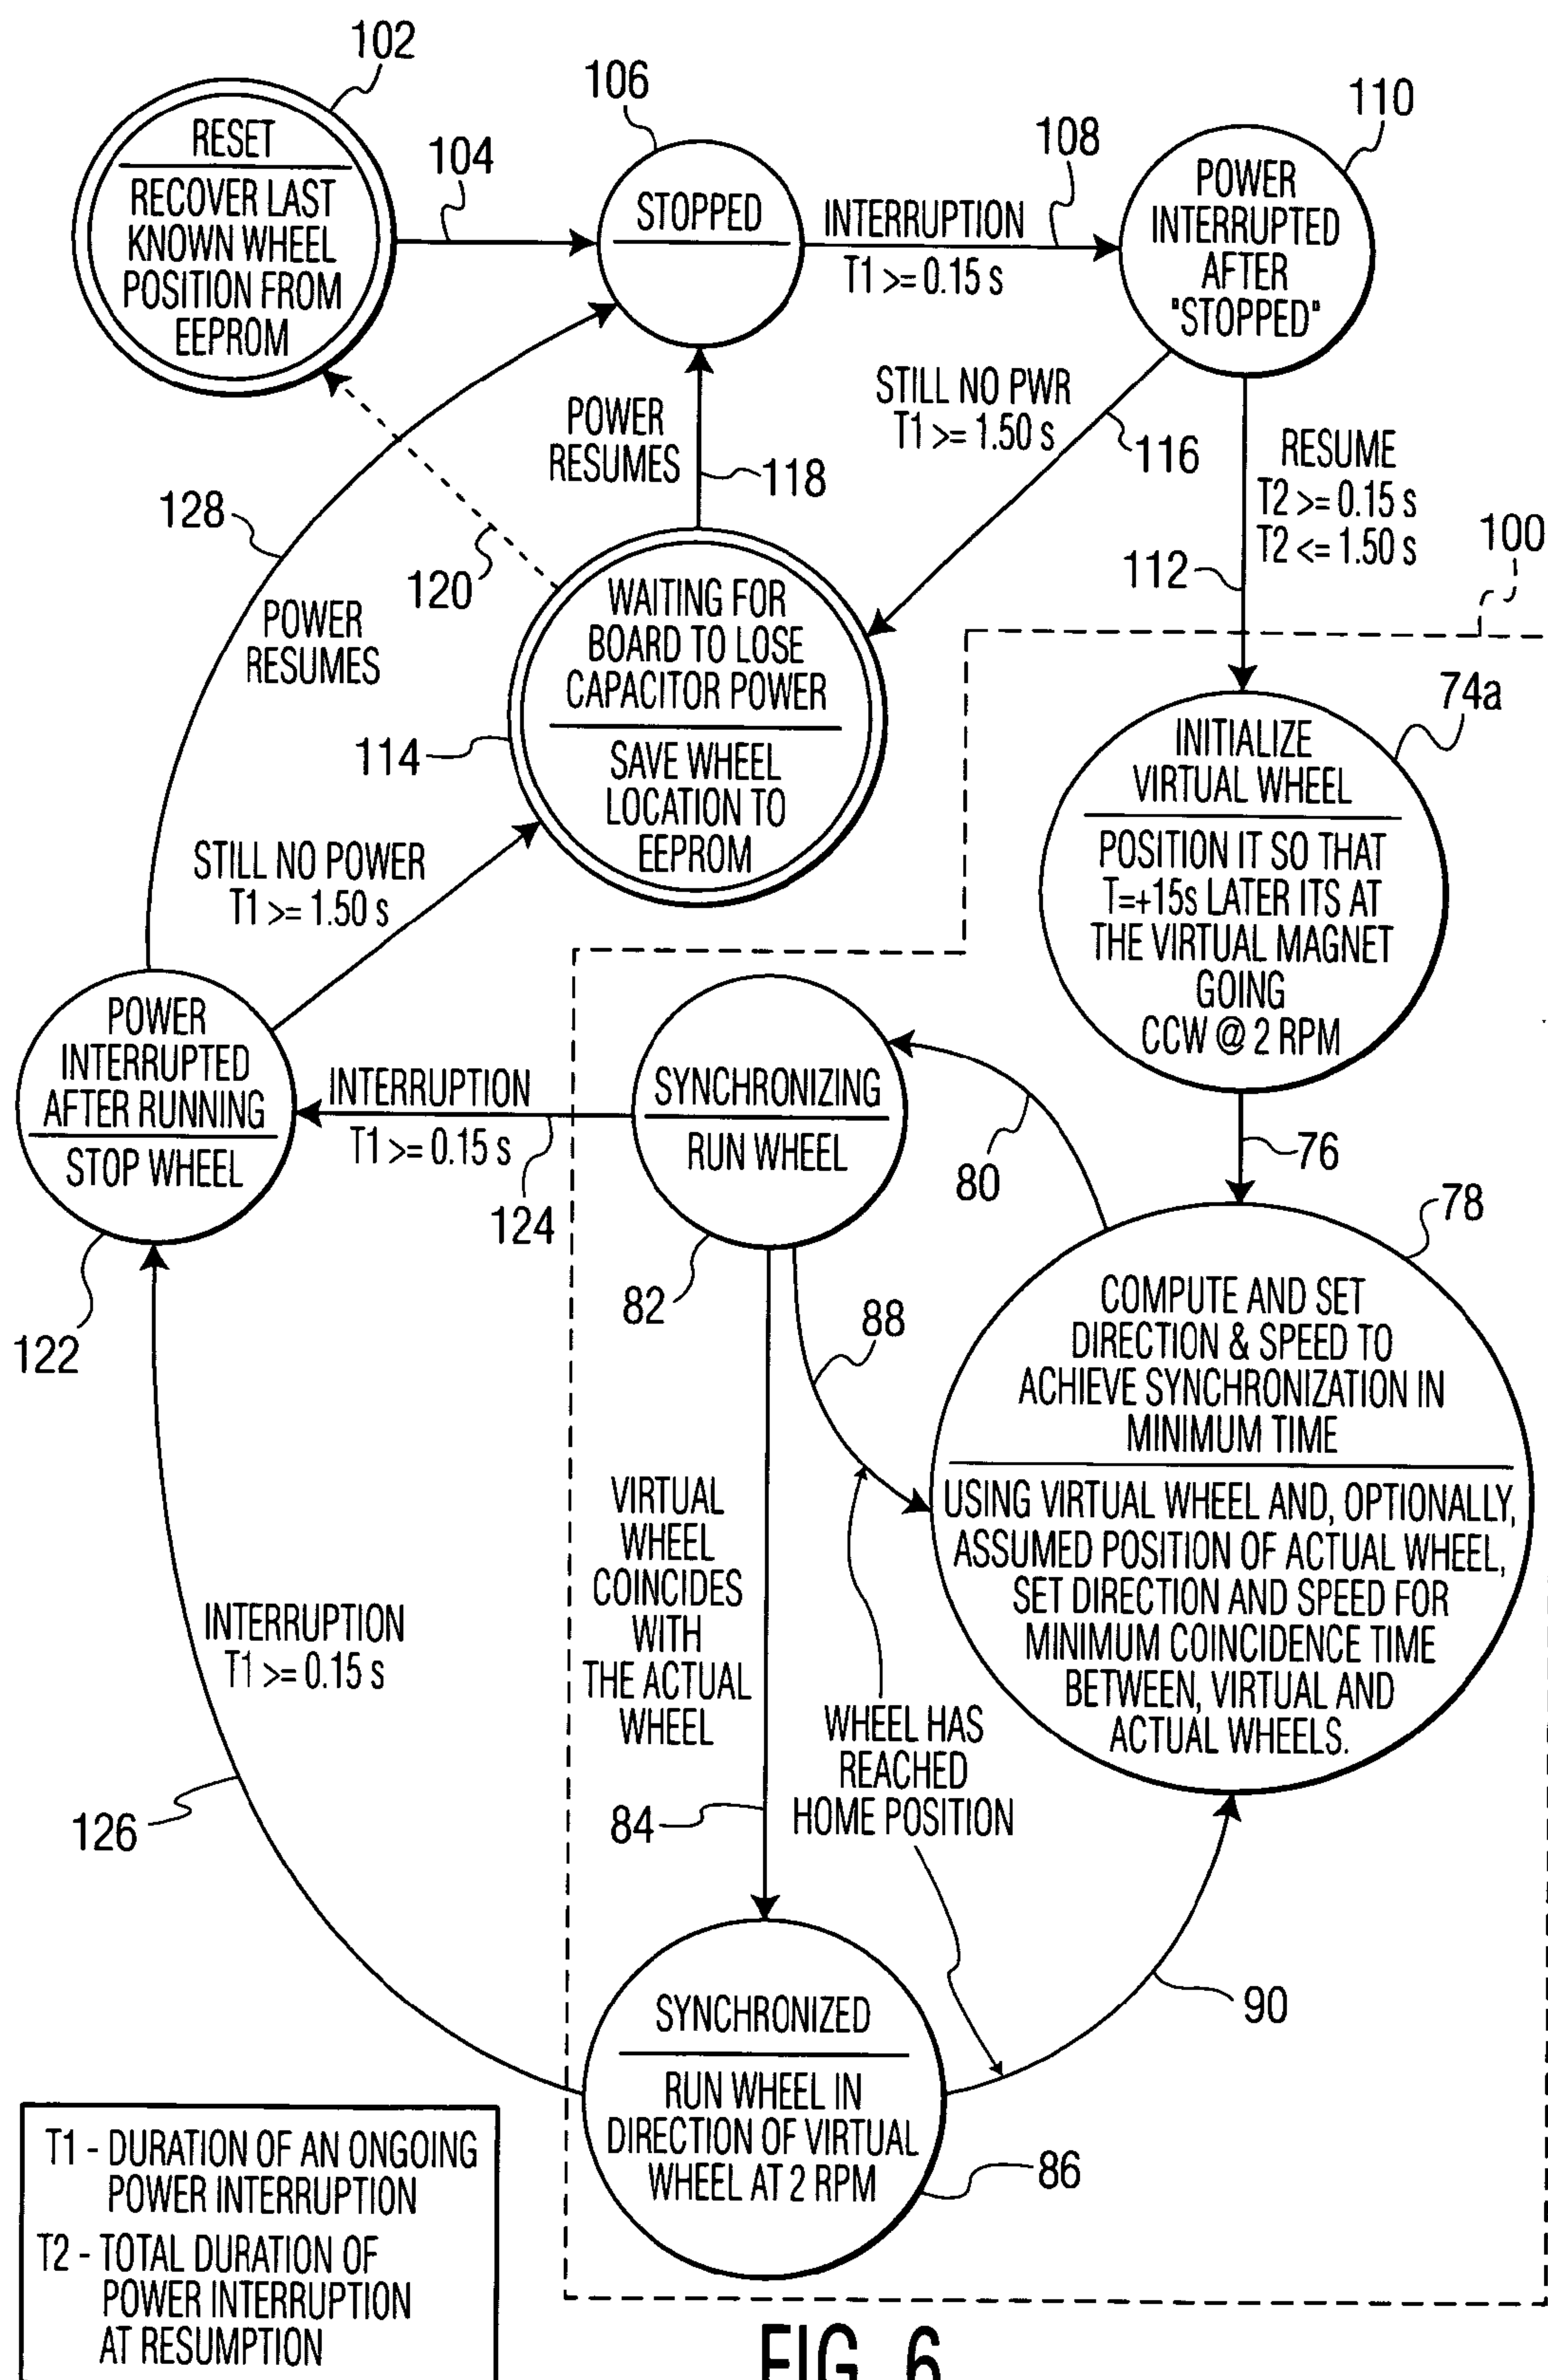 102
RESET
RECOVER LAST
KNOWN WHEEL
POSITION FROM
EEPROM
104
106
STOPPED
INTERRUPTION
T1 >= 0.15 s
108
110
POWER
INTERRUPTED
AFTER
"STOPPED"
STILL NO PWR
T1 >= 1.50 s
116
RESUME
T2 >= 0.15 s
T2 <= 1.50 s
112
100
POWER
RESUMES
118
128
120
POWER
RESUMES
WAITING FOR
BOARD TO LOSE
CAPACITOR POWER
SAVE WHEEL
LOCATION TO
EEPROM
114
74a
INITIALIZE
VIRTUAL WHEEL
POSITION IT SO THAT
T=+15s LATER ITS AT
THE VIRTUAL MAGNET
GOING
CCW @ 2 RPM
STILL NO POWER
T1 >= 1.50 s
POWER
INTERRUPTED
AFTER RUNNING
STOP WHEEL
122
INTERRUPTION
T1 >= 0.15 s
124
SYNCHRONIZING
RUN WHEEL
82
80
76
78
88
COMPUTE AND SET
DIRECTION & SPEED TO
ACHIEVE SYNCHRONIZATION IN
MINIMUM TIME
USING VIRTUAL WHEEL AND, OPTIONALLY,
ASSUMED POSITION OF ACTUAL WHEEL,
SET DIRECTION AND SPEED FOR
MINIMUM COINCIDENCE TIME
BETWEEN, VIRTUAL AND
ACTUAL WHEELS.
VIRTUAL
WHEEL
COINCIDES
WITH
THE ACTUAL
WHEEL
84
WHEEL HAS
REACHED
HOME POSITION
INTERRUPTION
T1 >= 0.15 s
126
90
SYNCHRONIZED
RUN WHEEL IN
DIRECTION OF VIRTUAL
WHEEL AT 2 RPM
86
T1 - DURATION OF AN ONGOING
POWER INTERRUPTION
T2 - TOTAL DURATION OF
POWER INTERRUPTION
AT RESUMPTION
FIG. 6